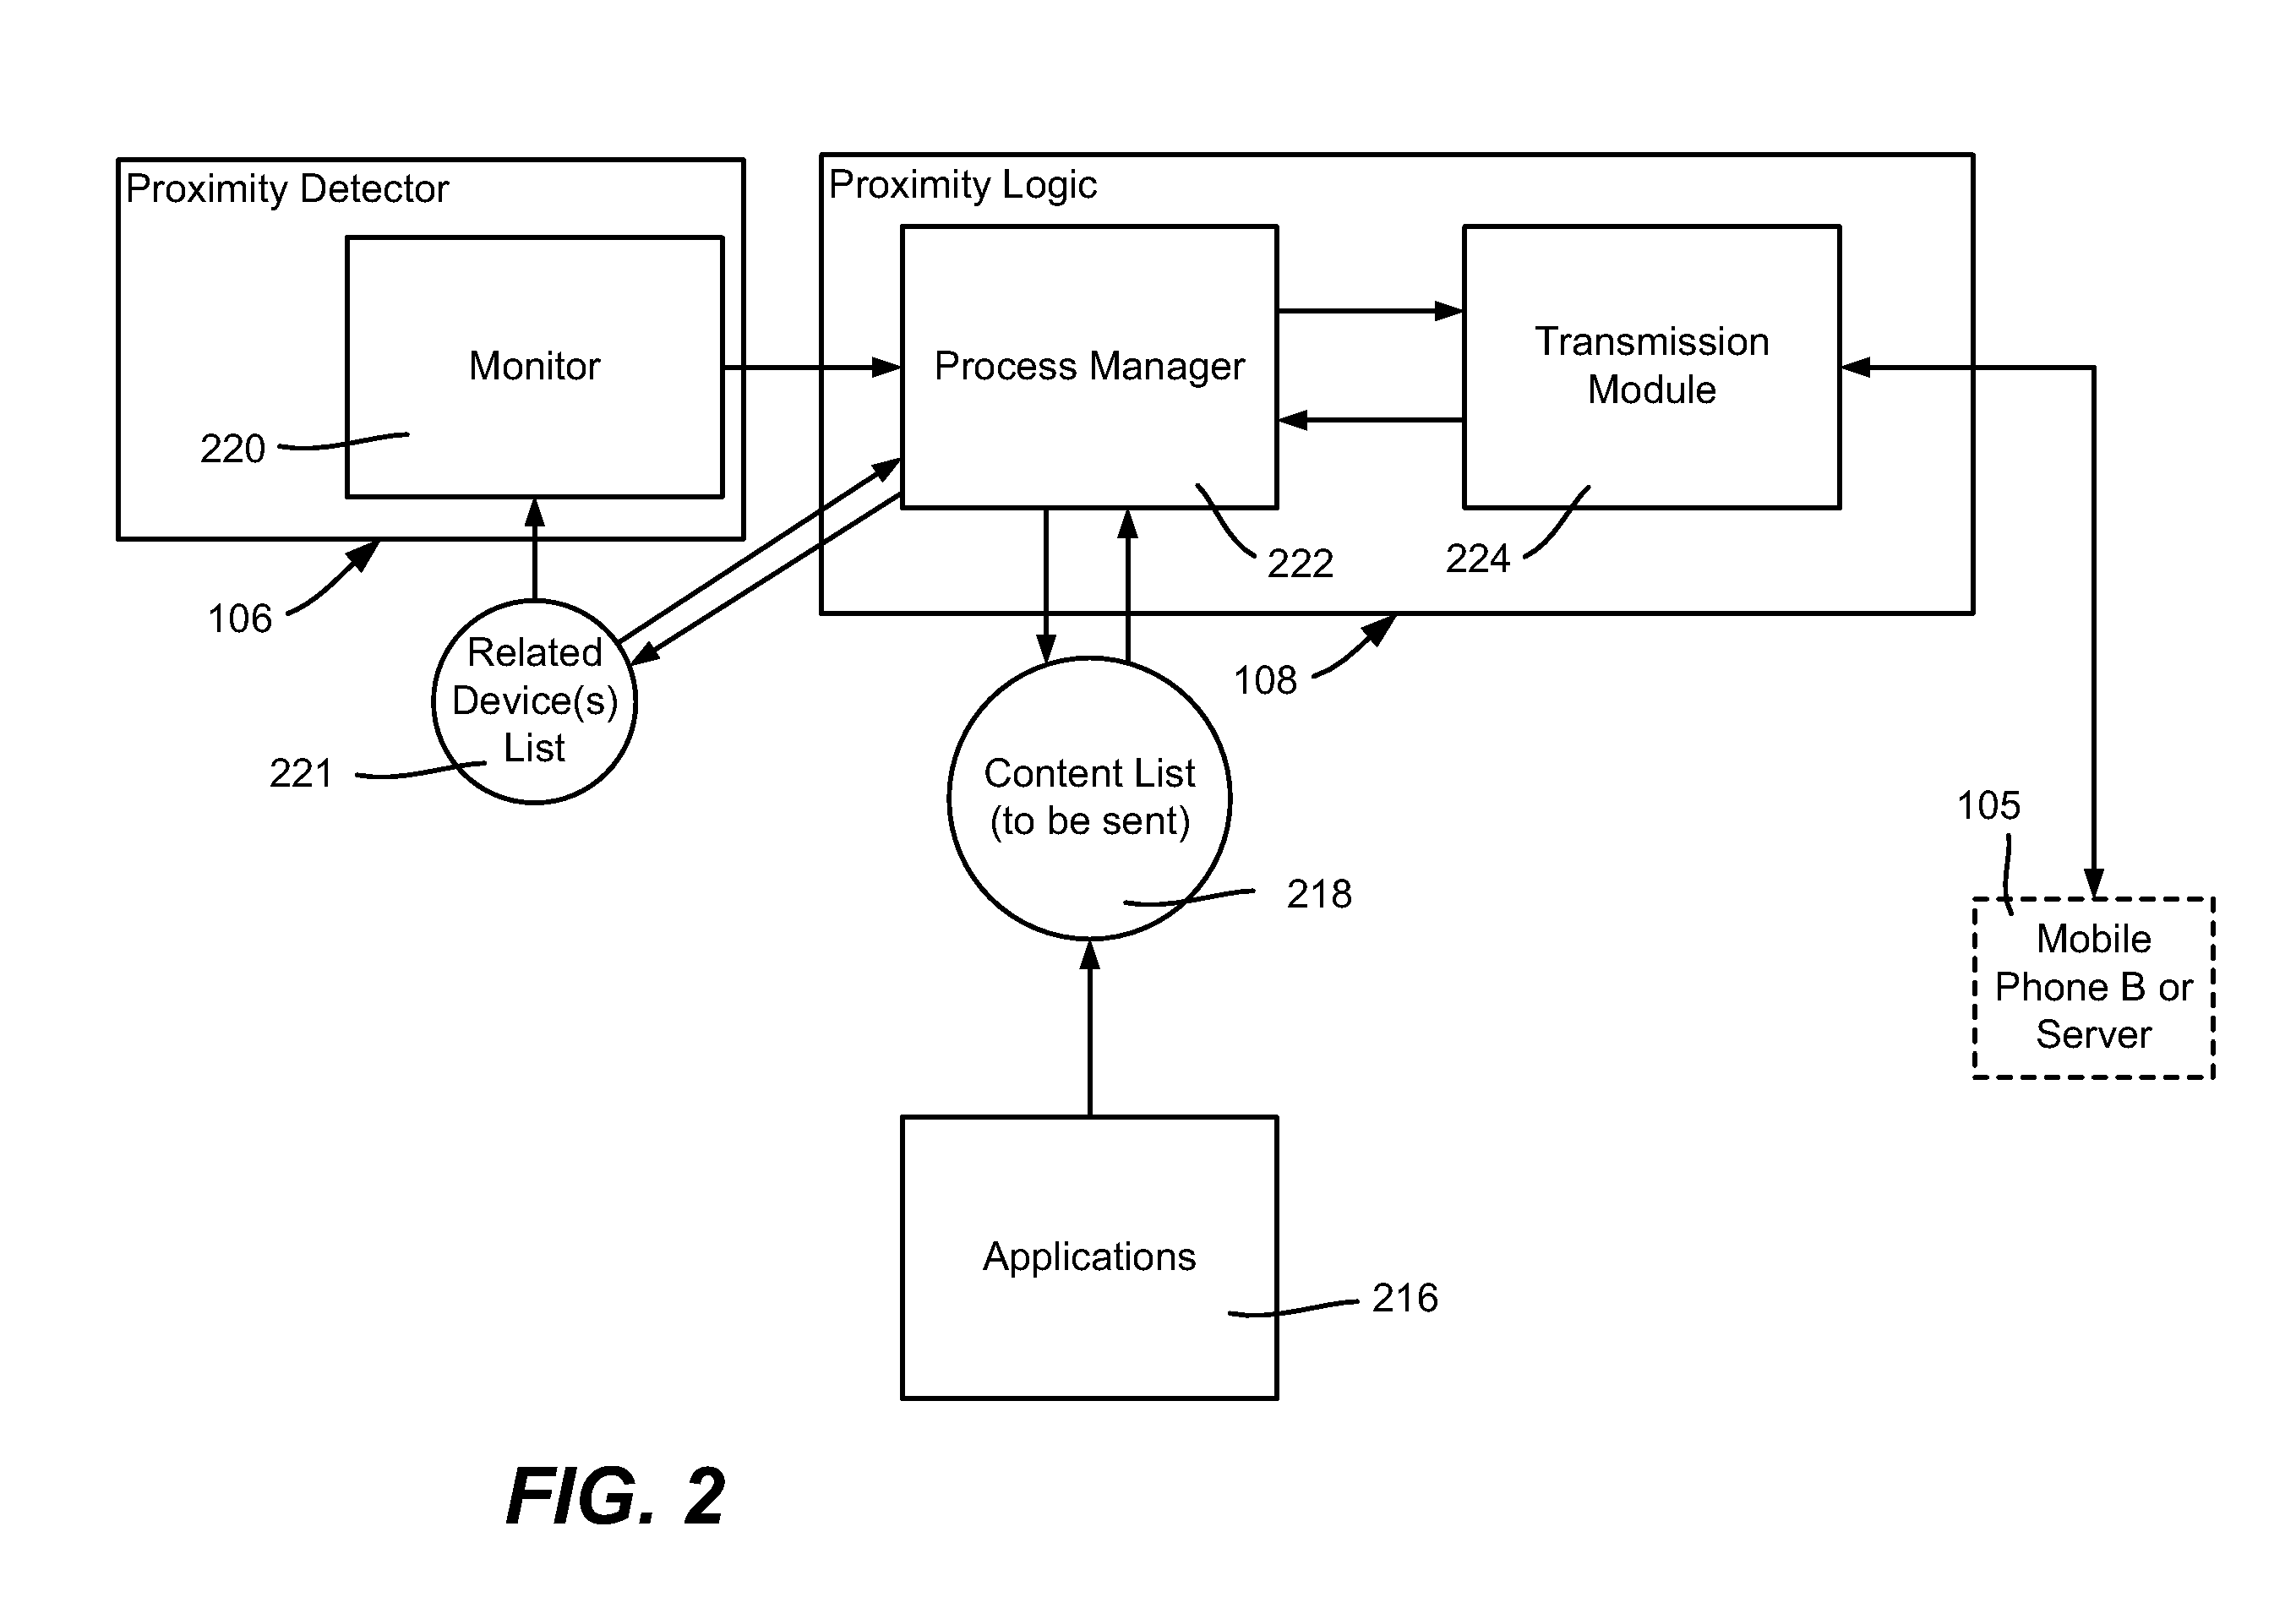 Proximity Detector
Monitor
220
106
Related
Device(s)
List
221
Proximity Logic
Process Manager
222
Transmission
Module
224
108
Content List
(to be sent)
218
105
Mobile
Phone B or
Server
Applications
216
FIG. 2